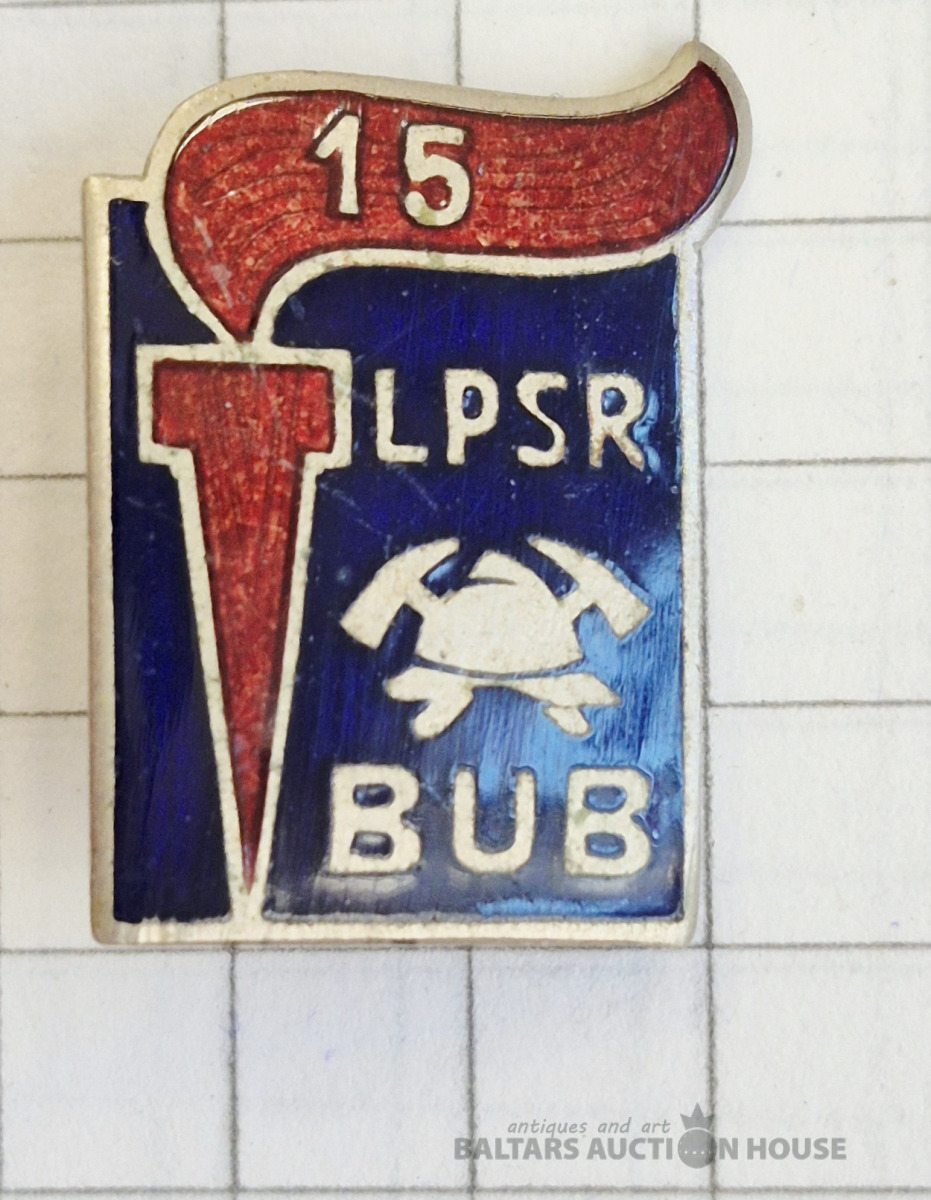 15
LPSR
BUB
antiques and art
BALTARS AUCTION HOUSE